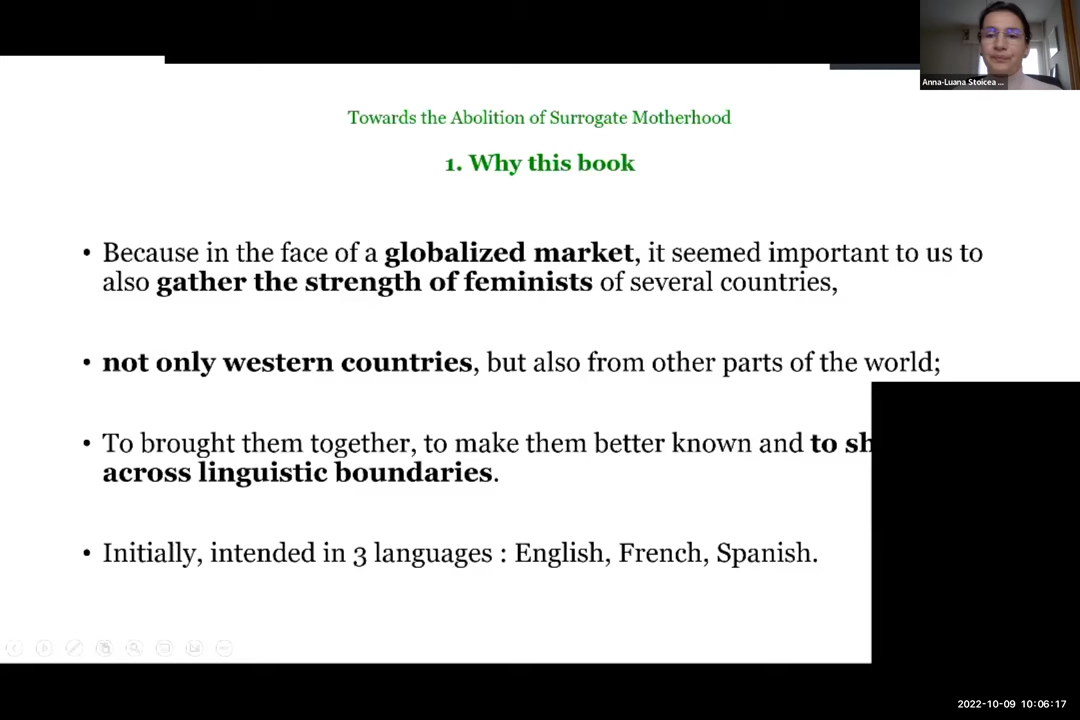 Anna-Luana Stoicea ...
Towards the Abolition of Surrogate Motherhood
1. Why this book
• Because in the face of a globalized market, it seemed important to us to
also gather the strength of feminists of several countries,
• not only western countries, but also from other parts of the world;
• To brought them together, to make them better known and to sh
across linguistic boundaries.
• Initially, intended in 3 languages : English, French, Spanish.
2022-10-09 10:06:17